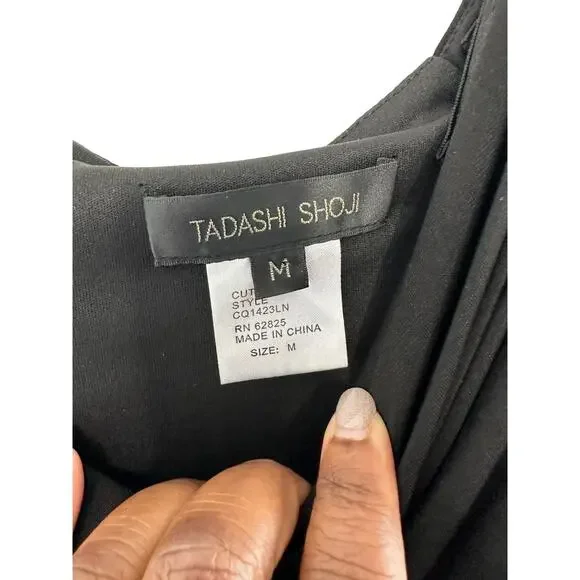 TADASHI SHOJI
M
CUT
STYLE
CQ1423LN
RN 62825
MADE IN CHINA
SIZE: M